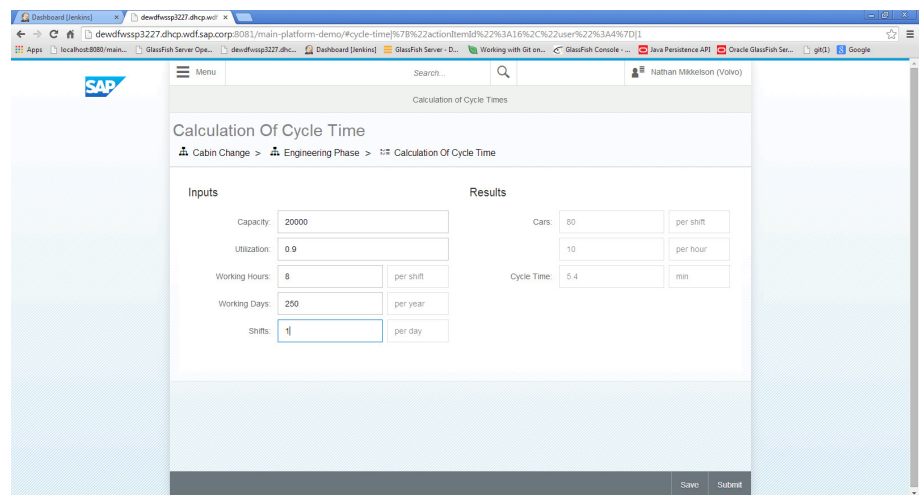 Dashboard [Jenkins] × dewdfwssp3227.dhcp.wdf ×
dewdfwssp3227.dhcp.wdf.sap.corp:8081/main-platform-demo/#cycle-time|%7B%22actionItemId%22%3A16%2C%22user%22%3A4%7D|1
Apps localhost:8080/main... GlassFish Server Ope... dewdfwssp3227.dhc... Dashboard [Jenkins] GlassFish Server - D... Working with Git on... GlassFish Console - ... Java Persistence API Oracle GlassFish Ser... git(1) Google
SAP
Menu Search... Nathan Mikkelson (Volvo)
Calculation of Cycle Times
Calculation Of Cycle Time
Cabin Change > Engineering Phase > Calculation Of Cycle Time
Inputs Results
Capacity: 20000 Cars: 80 per shift
Utilization: 0.9 10 per hour
Working Hours: 8 per shift Cycle Time: 5.4 min
Working Days: 250 per year
Shifts: 1 per day
Save Submit